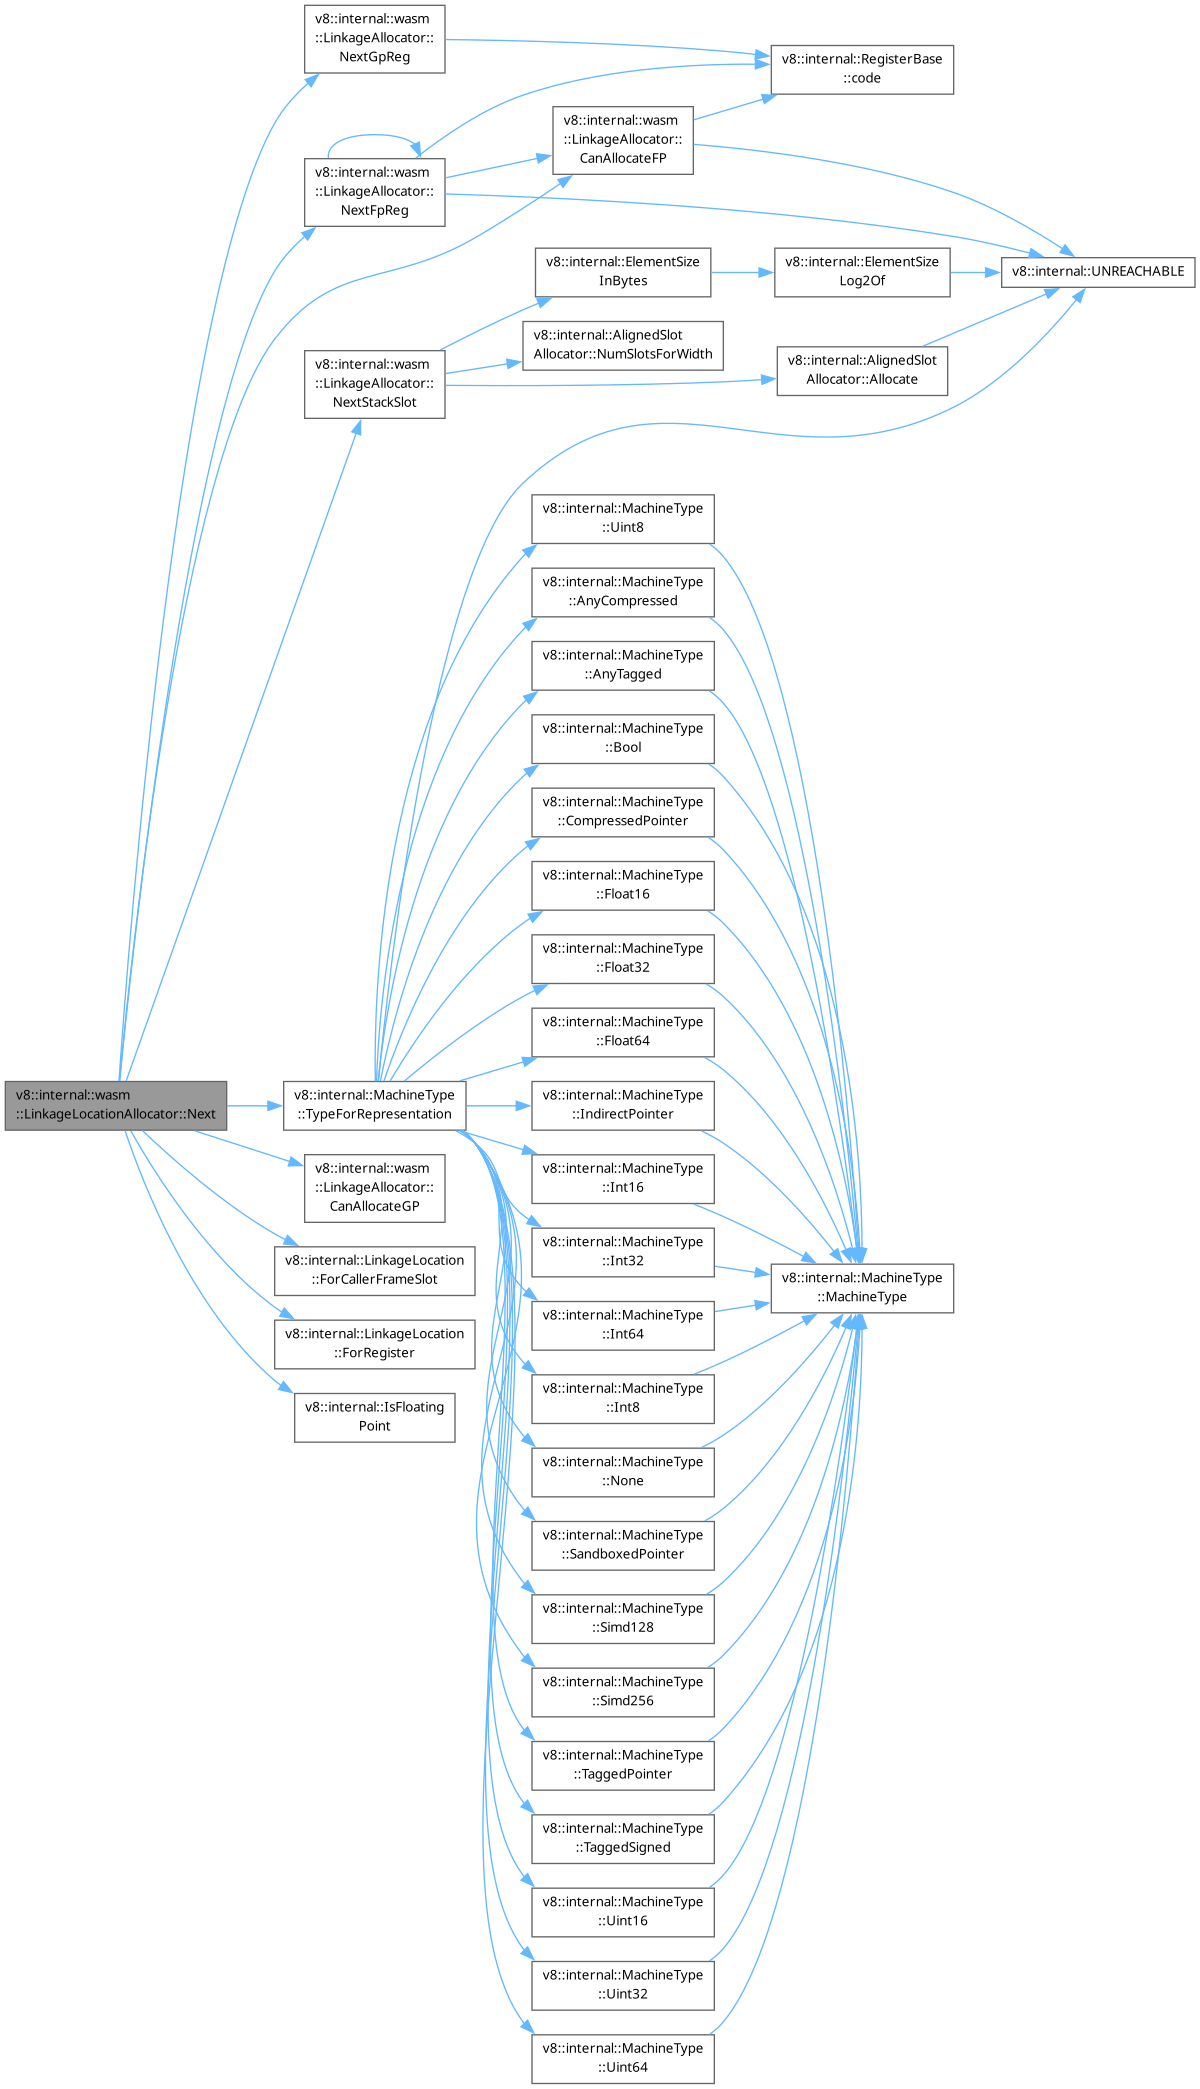 v8::internal::wasm
::LinkageAllocator::
NextGpReg
v8::internal::RegisterBase
::code
v8::internal::wasm
::LinkageAllocator::
CanAllocateFP
v8::internal::wasm
::LinkageAllocator::
NextFpReg
v8::internal::ElementSize
InBytes
v8::internal::ElementSize
Log2Of
v8::internal::UNREACHABLE
v8::internal::AlignedSlot
Allocator::NumSlotsForWidth
v8::internal::wasm
::LinkageAllocator::
NextStackSlot
v8::internal::AlignedSlot
Allocator::Allocate
v8::internal::MachineType
::Uint8
v8::internal::MachineType
::AnyCompressed
v8::internal::MachineType
::AnyTagged
v8::internal::MachineType
::Bool
v8::internal::MachineType
::CompressedPointer
v8::internal::MachineType
::Float16
v8::internal::MachineType
::Float32
v8::internal::MachineType
::Float64
v8::internal::wasm
::LinkageLocationAllocator::Next
v8::internal::MachineType
::TypeForRepresentation
v8::internal::MachineType
::IndirectPointer
v8::internal::wasm
::LinkageAllocator::
CanAllocateGP
v8::internal::MachineType
::Int16
v8::internal::LinkageLocation
::ForCallerFrameSlot
v8::internal::MachineType
::Int32
v8::internal::MachineType
::MachineType
v8::internal::LinkageLocation
::ForRegister
v8::internal::MachineType
::Int64
v8::internal::IsFloating
Point
v8::internal::MachineType
::Int8
v8::internal::MachineType
::None
v8::internal::MachineType
::SandboxedPointer
v8::internal::MachineType
::Simd128
v8::internal::MachineType
::Simd256
v8::internal::MachineType
::TaggedPointer
v8::internal::MachineType
::TaggedSigned
v8::internal::MachineType
::Uint16
v8::internal::MachineType
::Uint32
v8::internal::MachineType
::Uint64